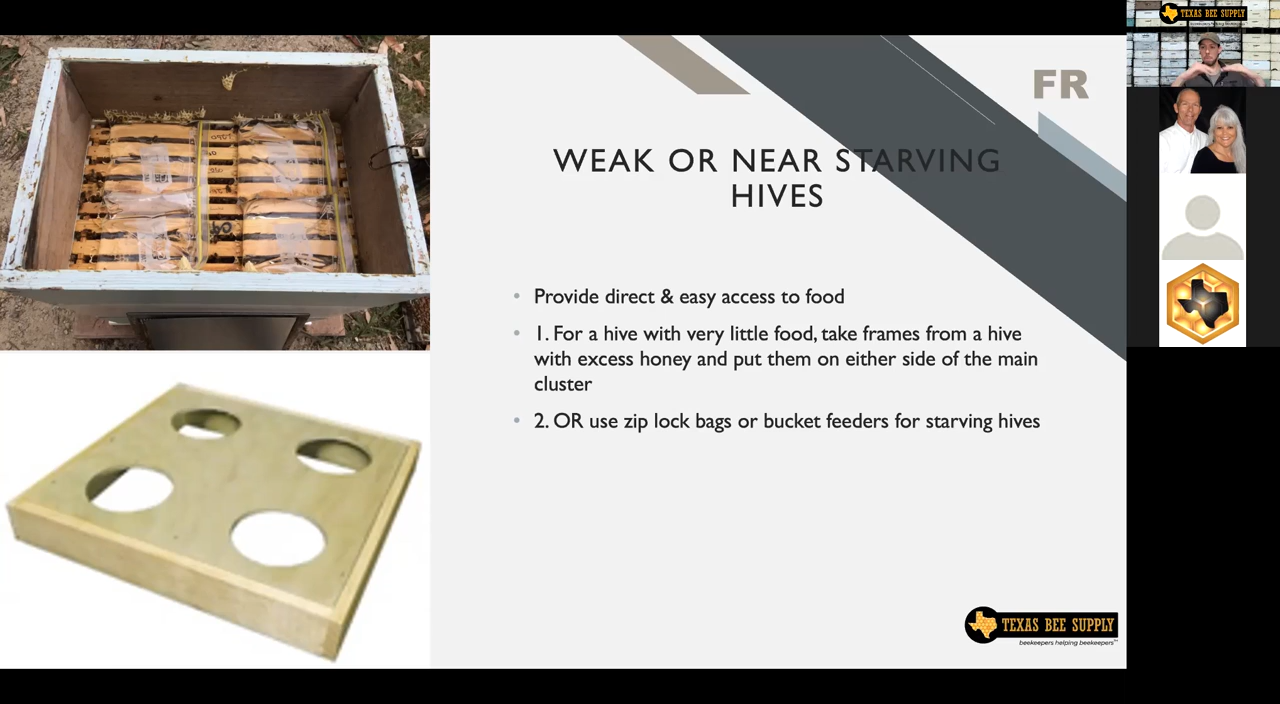 FR
WEAK OR NEAR STARVING
HIVES
Provide direct & easy access to food
1. For a hive with very little food, take frames from a hive
with excess honey and put them on either side of the main
cluster
2. OR use zip lock bags or bucket feeders for starving hives
TEXAS BEE SUPPLY
beekeepers helping beekeepers™
TEXAS BEE SUPPLY